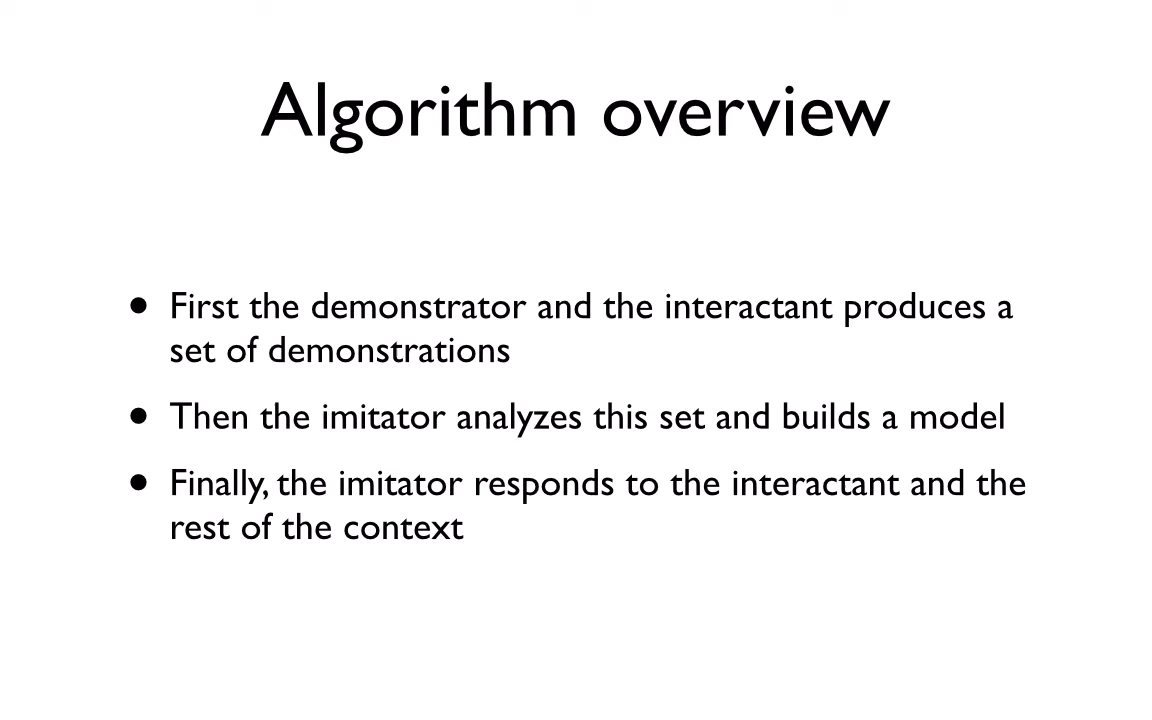 Algorithm overview
• First the demonstrator and the interactant produces a
set of demonstrations
• Then the imitator analyzes this set and builds a model
• Finally, the imitator responds to the interactant and the
rest of the context